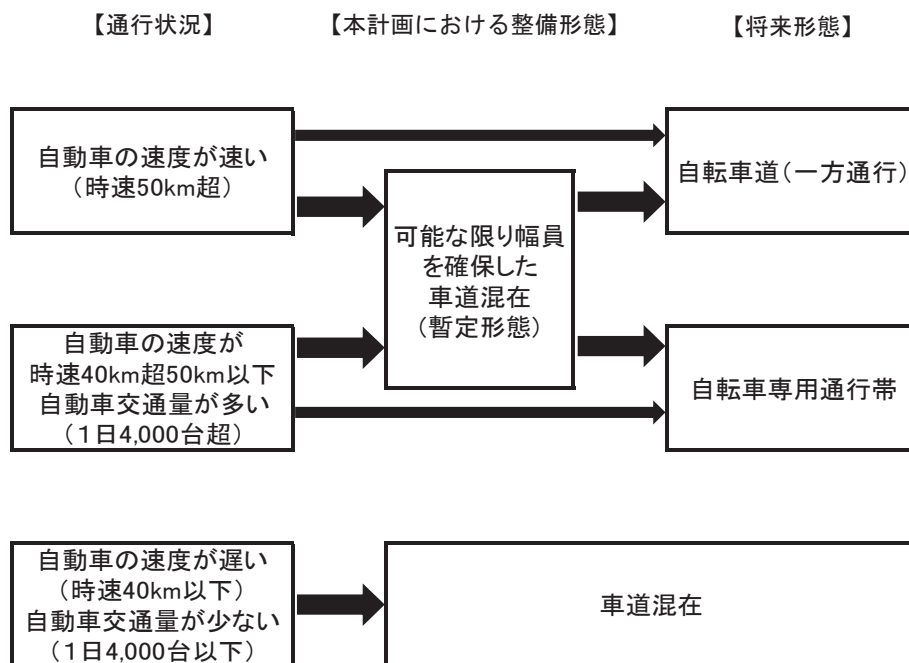 【通行状況】
【本計画における整備形態】
【将来形態】
自動車の速度が速い
（時速50km超）
可能な限り幅員
を確保した
車道混在
（暫定形態）
自転車道（一方通行）
自動車の速度が
時速40km超50km以下
自動車交通量が多い
（１日4,000台超）
自転車専用通行帯
自動車の速度が遅い
（時速40km以下）
自動車交通量が少ない
（１日4,000台以下）
車道混在